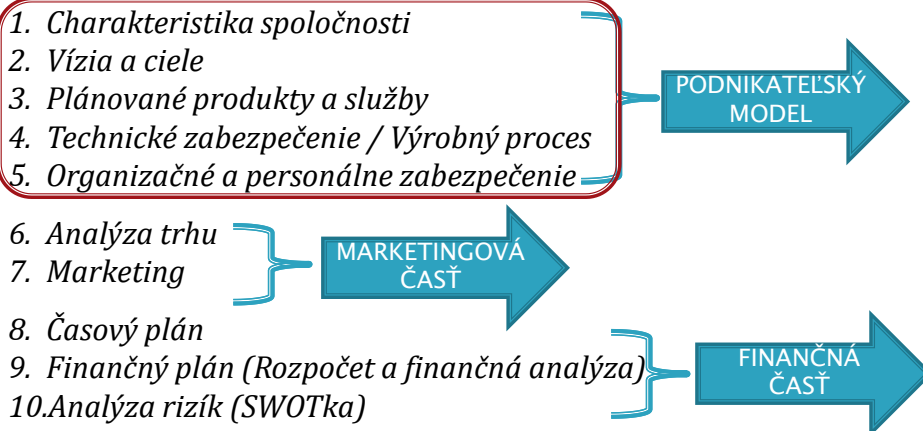 1. Charakteristika spoločnosti
2. Vízia a ciele
3. Plánované produkty a služby
4. Technické zabezpečenie / Výrobný proces
5. Organizačné a personálne zabezpečenie
PODNIKATEĽSKÝ
MODEL
6. Analýza trhu
7. Marketing
MARKETINGOVÁ
ČASŤ
8. Časový plán
9. Finančný plán (Rozpočet a finančná analýza)
10.Analýza rizík (SWOTka)
FINANČNÁ
ČASŤ